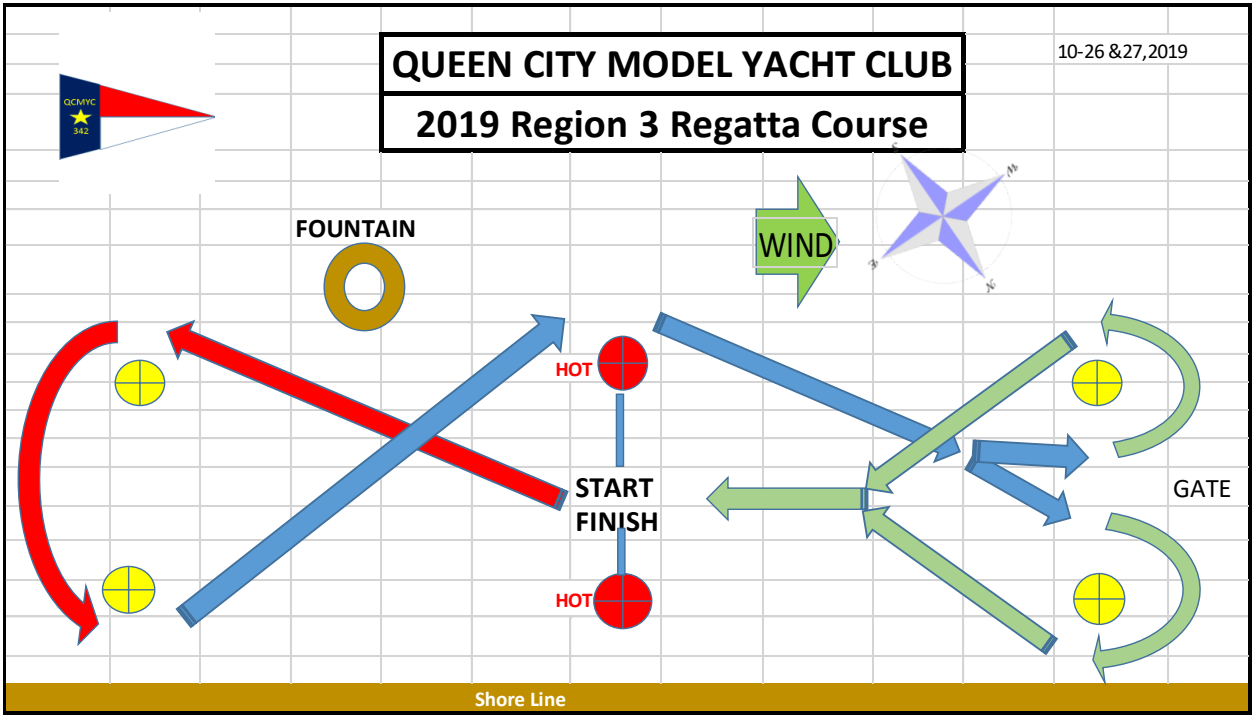 QUEEN CITY MODEL YACHT CLUB
10-26 &27,2019
QCMYC
342
2019 Region 3 Regatta Course
S
W
FOUNTAIN
WIND
E
N
HOT
START
FINISH
GATE
HOT
Shore Line